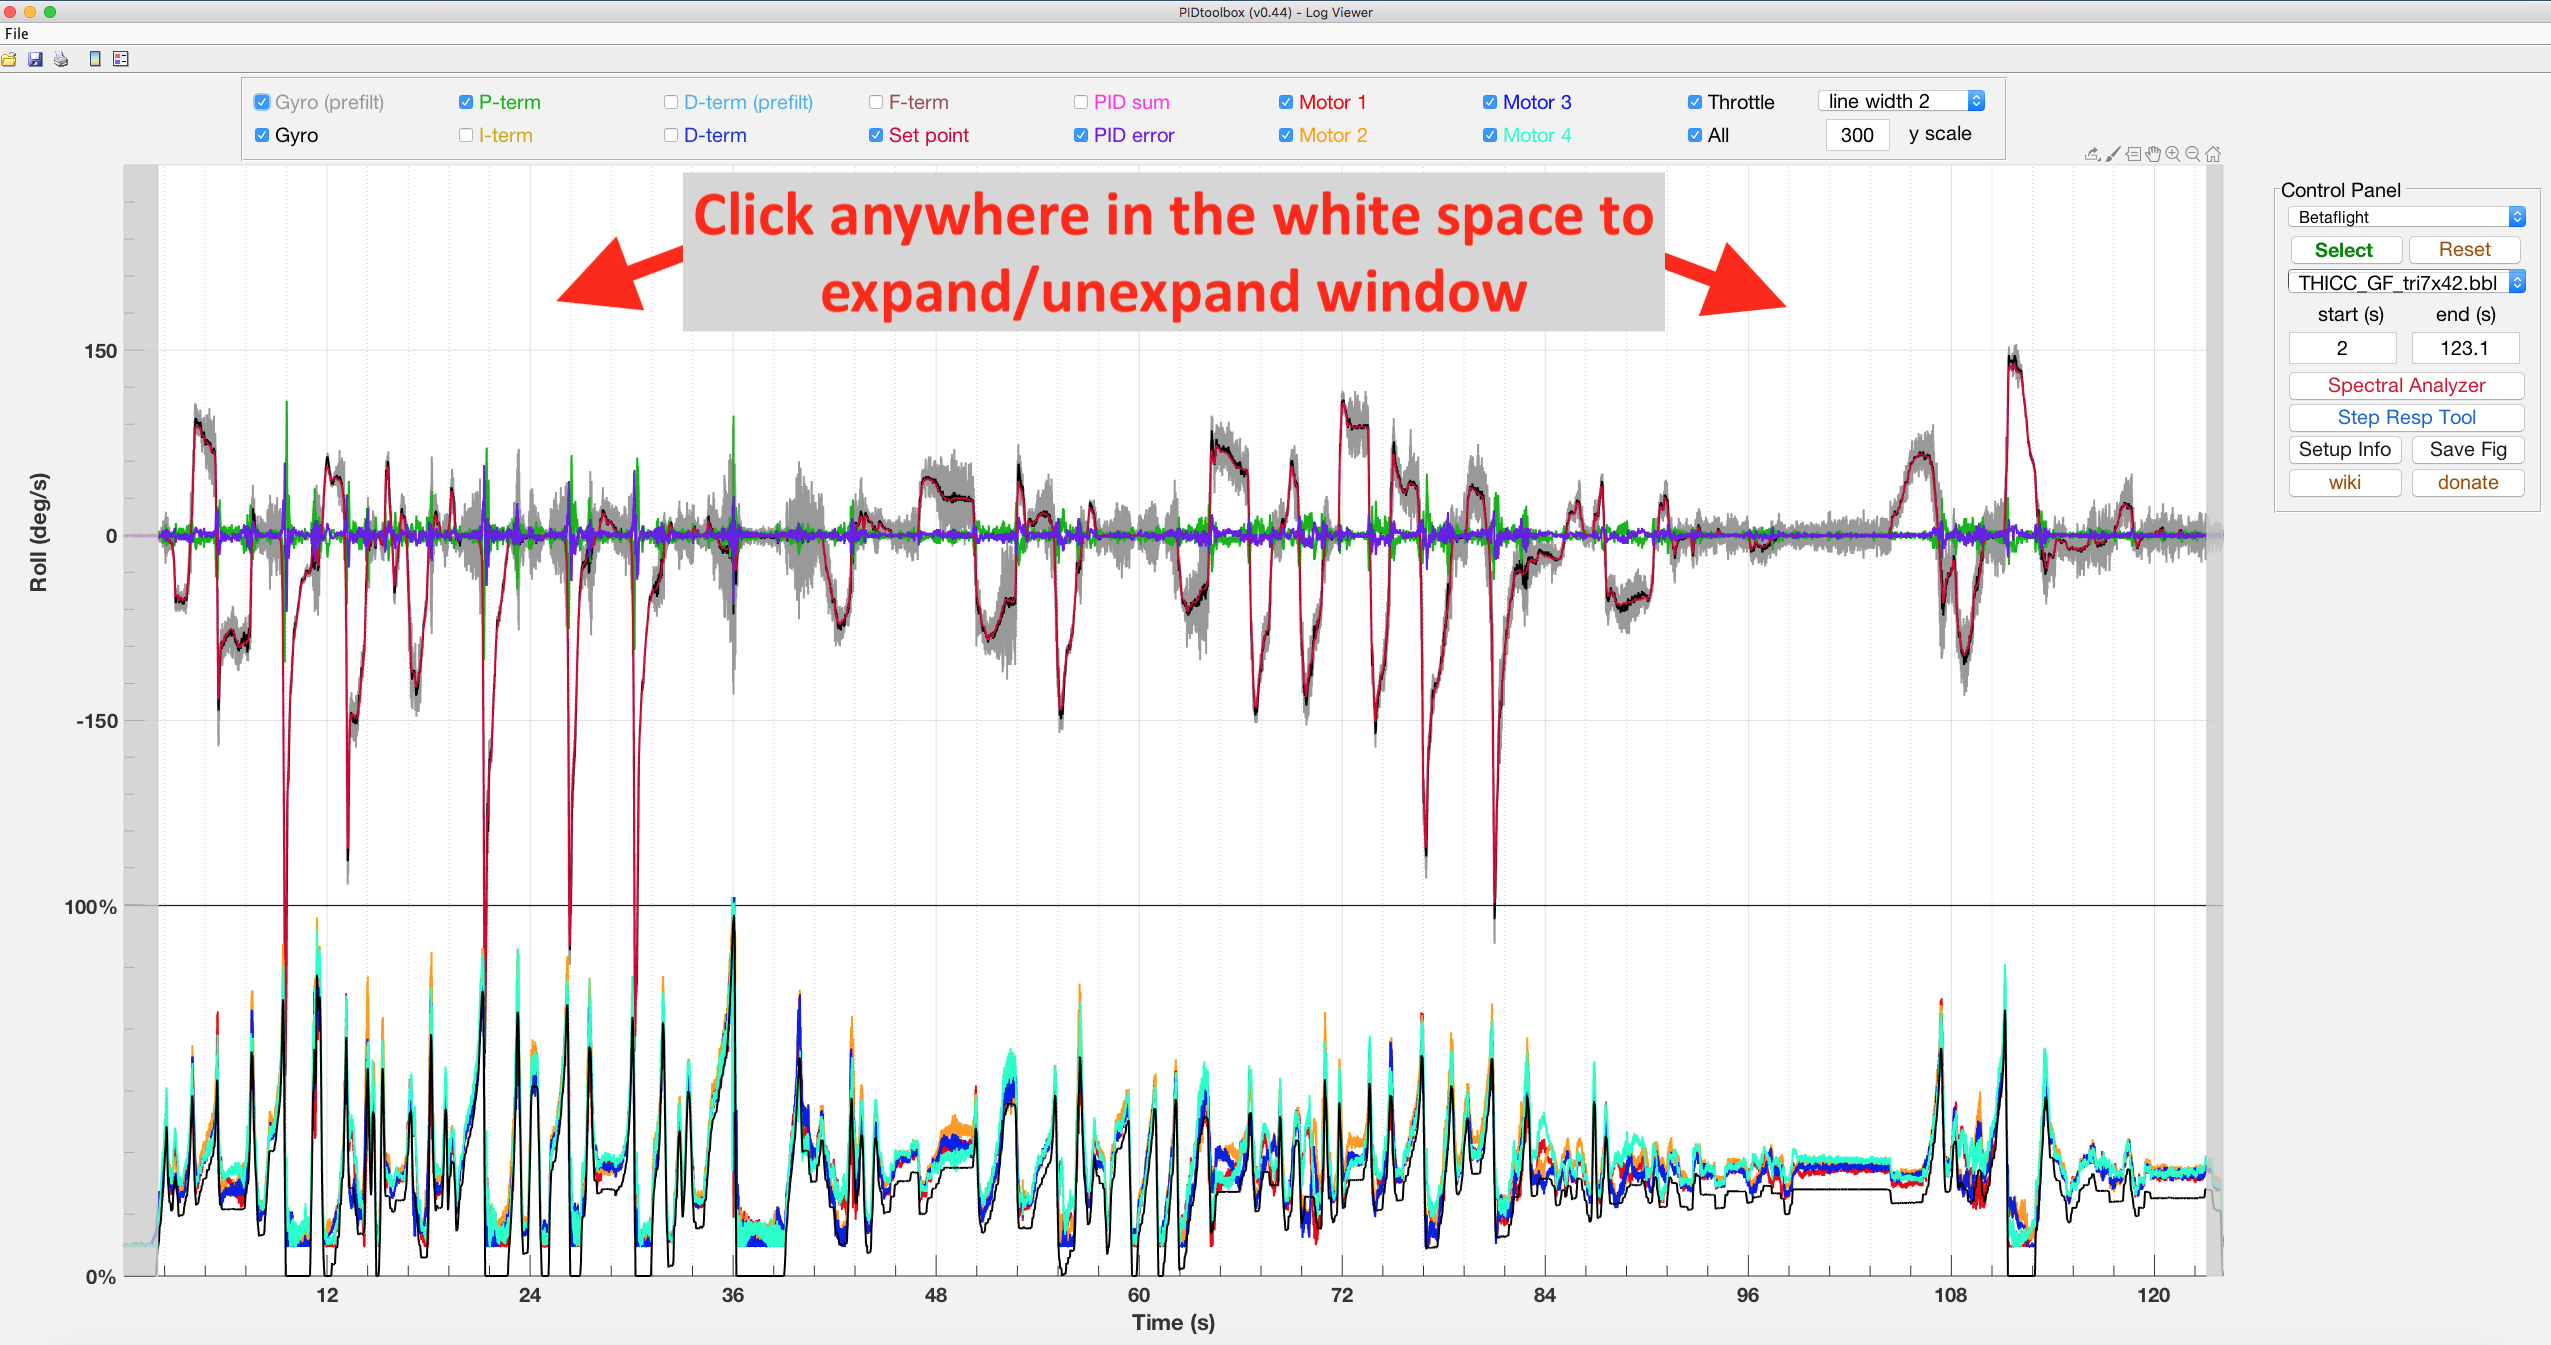 PIDtoolbox (v0.44) - Log Viewer
File
Gyro (prefilt) P-term D-term (prefilt) F-term PID sum Motor 1 Motor 3 Throttle line width 2
Gyro I-term D-term Set point PID error Motor 2 Motor 4 All 300 y scale
Click anywhere in the white space to
expand/unexpand window
Control Panel
Betaflight
Select Reset
THICC_GF_tri7x42.bbl
start (s) end (s)
2 123.1
Spectral Analyzer
Step Resp Tool
Setup Info Save Fig
wiki donate
150
0
-150
Roll (deg/s)
100%
0%
12 24 36 48 60 72 84 96 108 120
Time (s)